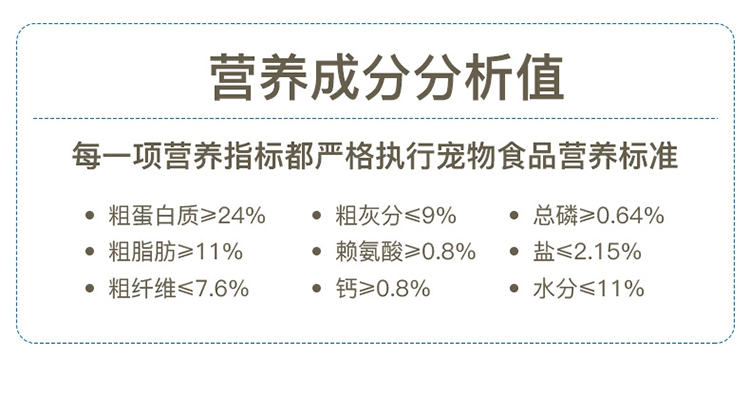 营养成分分析值
每一项营养指标都严格执行宠物食品营养标准
• 粗蛋白质≥24% • 粗灰分≤9% • 总磷≥0.64%
• 粗脂肪≥11% • 赖氨酸≥0.8% • 盐≤2.15%
• 粗纤维≤7.6% • 钙≥0.8% • 水分≤11%